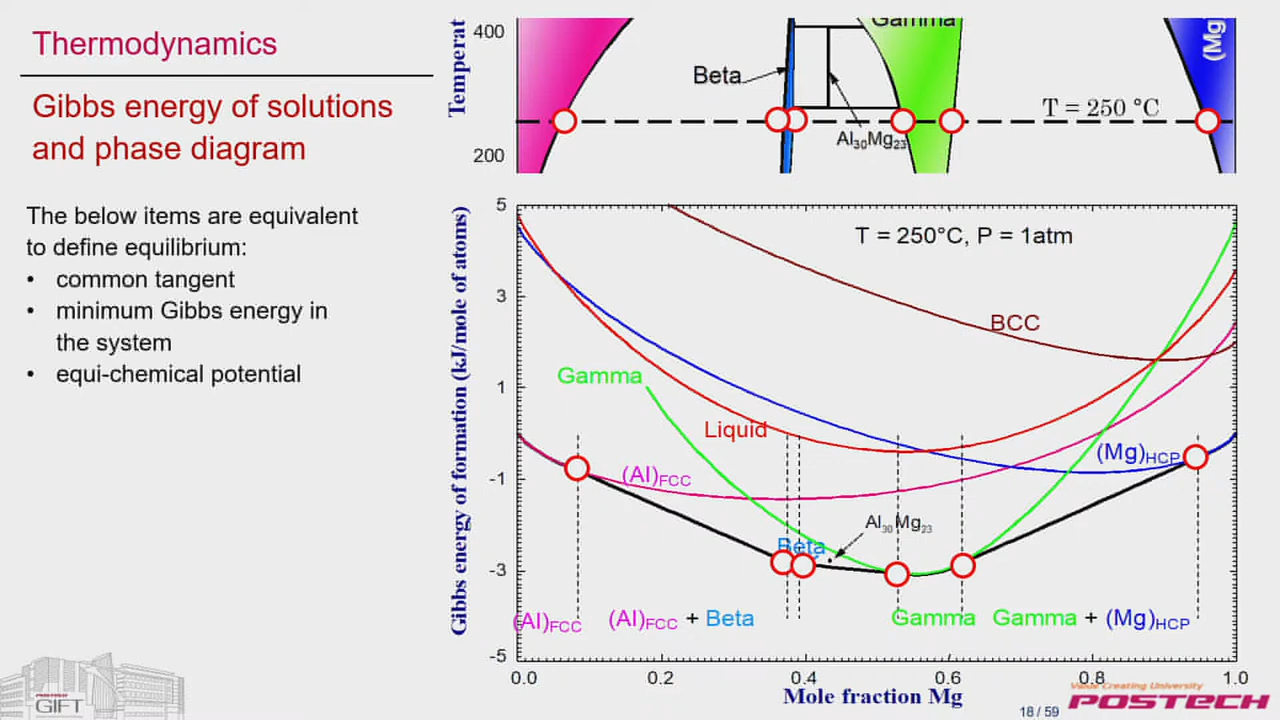 Thermodynamics
Gibbs energy of solutions
and phase diagram
The below items are equivalent
to define equilibrium:
• common tangent
• minimum Gibbs energy in
the system
• equi-chemical potential
400
200
Temperat
Gamma
(Mg)
Beta
T = 250 °C
Al30Mg23
5
3
1
-1
-3
-5
Gibbs energy of formation (kJ/mole of atoms)
T = 250°C, P = 1atm
BCC
Gamma
Liquid
(Mg)HCP
(Al)FCC
Al30Mg23
Beta
(Al)FCC
(Al)FCC + Beta
Gamma
Gamma + (Mg)HCP
0.0 0.2 0.4 0.6 0.8 1.0
Mole fraction Mg
POSTECH
GIFT
Value Creating University
POSTECH
18 / 59